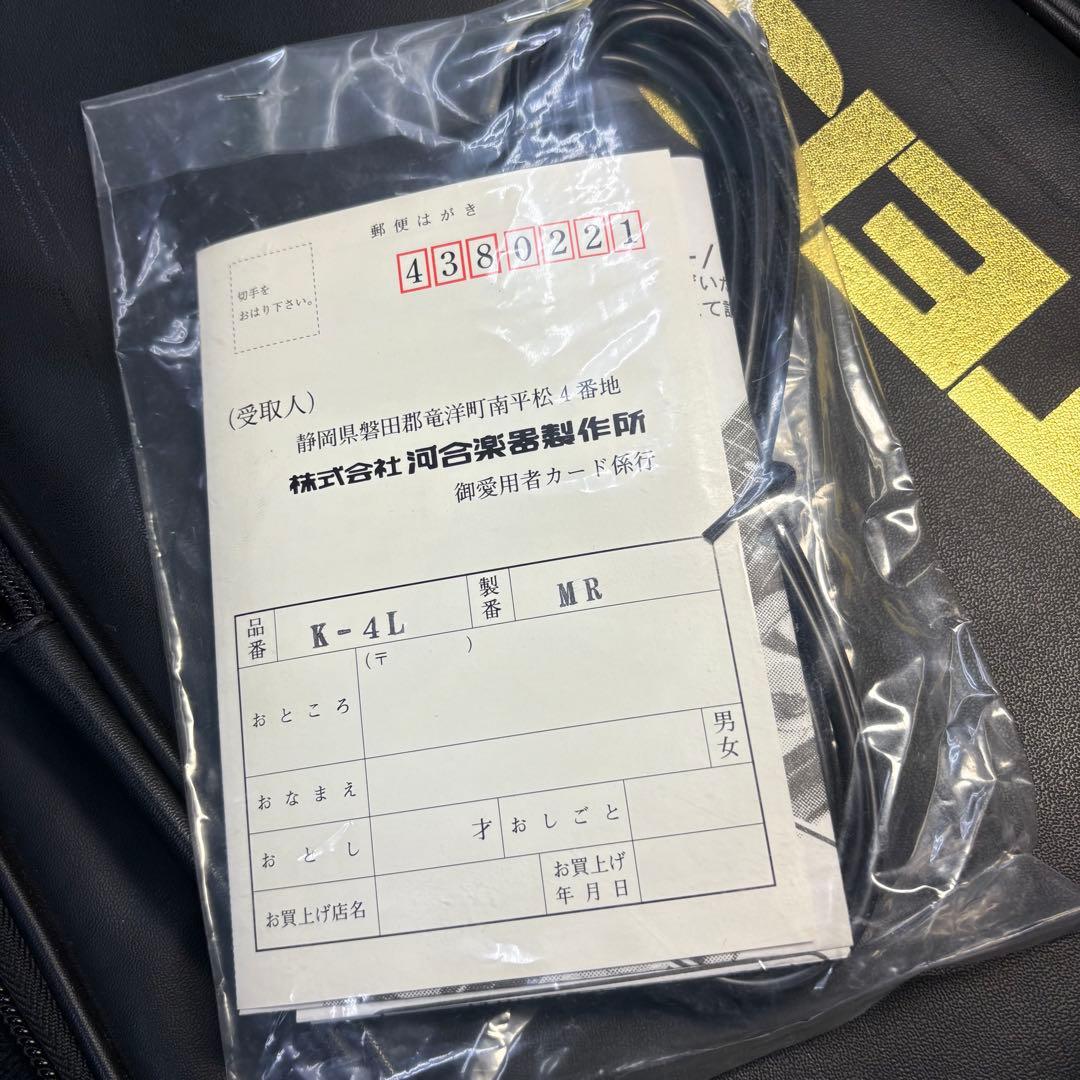 郵便はがき
4380221
切手を
おはり下さい。
(受取人)
静岡県磐田郡竜洋町南平松4番地
株式会社河合楽器製作所
御愛用者カード係行
品番 K-4L 製番 MR
(〒 )
おところ
おなまえ 男女
おとし 才 おしごと
お買上げ店名 お買上げ年月日